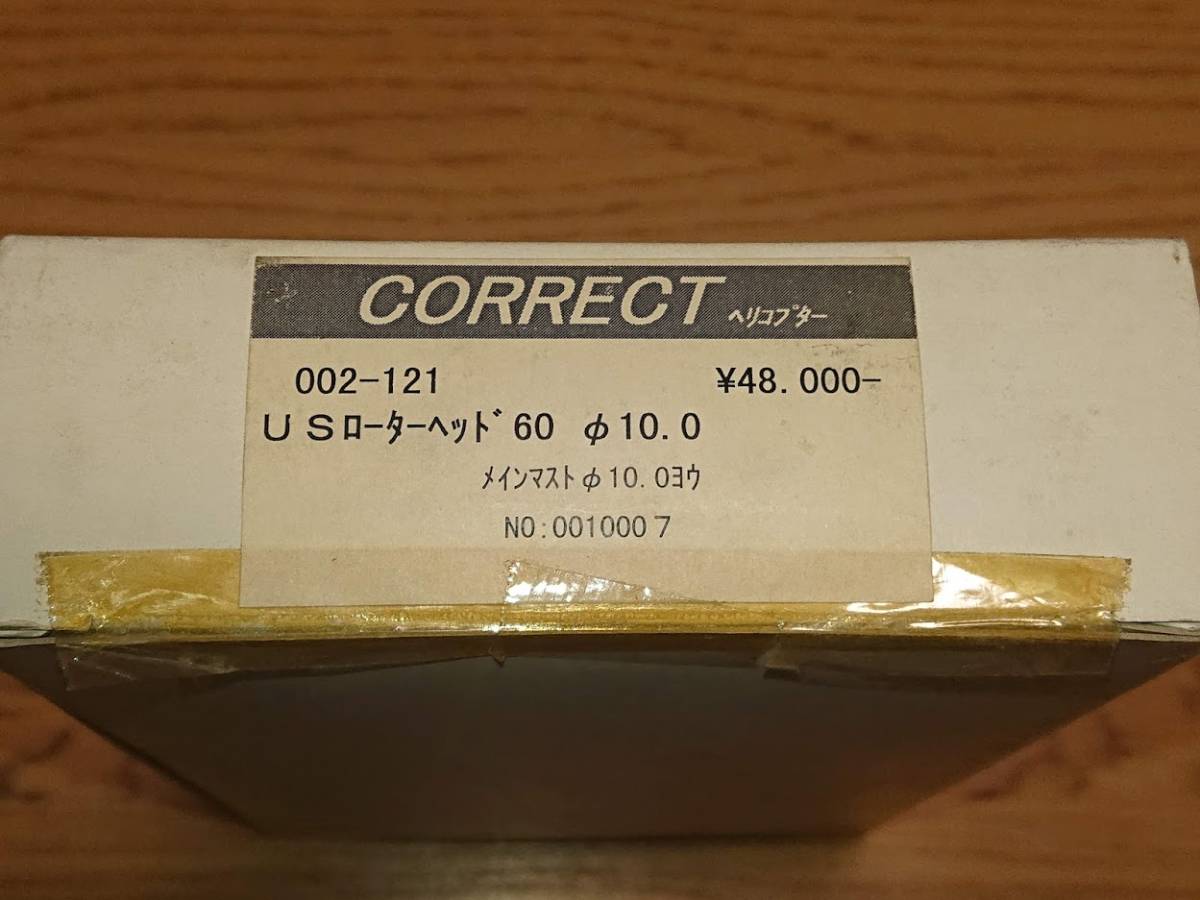 CORRECT ヘリコプター
002-121 ¥48.000-
ＵＳﾛｰﾀｰﾍｯﾄﾞ60 φ10.0
ﾒｲﾝﾏｽﾄφ10.0ﾖｳ
NO:0010007